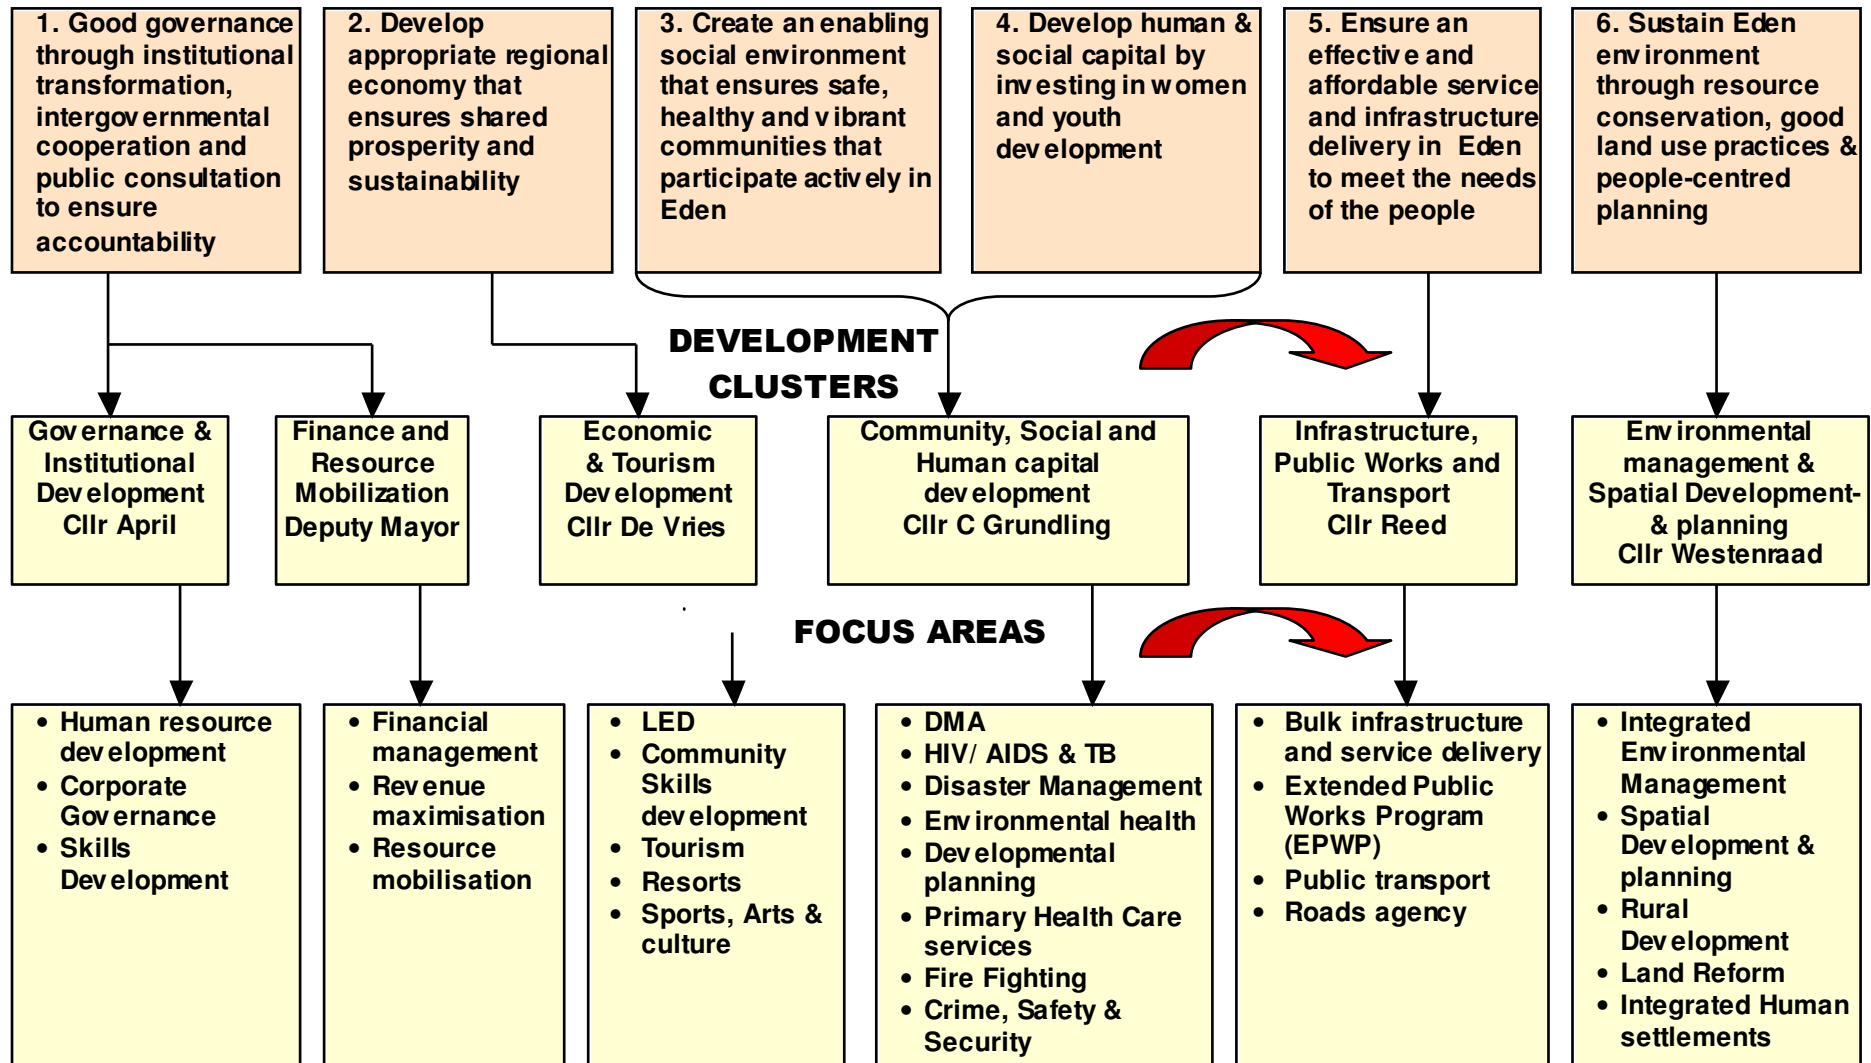 1. Good governance
through institutional
transformation,
intergovernmental
cooperation and
public consultation
to ensure
accountability
2. Develop
appropriate regional
economy that
ensures shared
prosperity and
sustainability
3. Create an enabling
social environment
that ensures safe,
healthy and vibrant
communities that
participate actively in
Eden
4. Develop human &
social capital by
investing in women
and youth
development
5. Ensure an
effective and
affordable service
and infrastructure
delivery in Eden
to meet the needs
of the people
6. Sustain Eden
environment
through resource
conservation, good
land use practices &
people-centred
planning
DEVELOPMENT
CLUSTERS
Governance &
Institutional
Development
Cllr April
Finance and
Resource
Mobilization
Deputy Mayor
Economic
& Tourism
Development
Cllr De Vries
Community, Social and
Human capital
development
Cllr C Grundling
Infrastructure,
Public Works and
Transport
Cllr Reed
Environmental
management &
Spatial Development-
& planning
Cllr Westenraad
FOCUS AREAS
• Human resource
development
• Corporate
Governance
• Skills
Development
• Financial
management
• Revenue
maximisation
• Resource
mobilisation
• LED
• Community
Skills
development
• Tourism
• Resorts
• Sports, Arts &
culture
• DMA
• HIV/ AIDS & TB
• Disaster Management
• Environmental health
• Developmental
planning
• Primary Health Care
services
• Fire Fighting
• Crime, Safety &
Security
• Bulk infrastructure
and service delivery
• Extended Public
Works Program
(EPWP)
• Public transport
• Roads agency
• Integrated
Environmental
Management
• Spatial
Development &
planning
• Rural
Development
• Land Reform
• Integrated Human
settlements